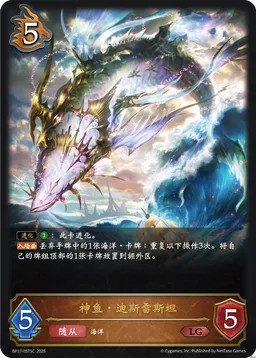 5
进化 1 : 此卡进化。
入场曲 丢弃手牌中的1张海洋·卡牌：重复以下操作3次。将自
己的牌组顶部的1张卡牌放置到额外区。
神鱼·迪斯雷斯坦
5
随从 海洋
LG
5
BP17-057SC 2026
© Cygames, Inc. Published by NetEase Games